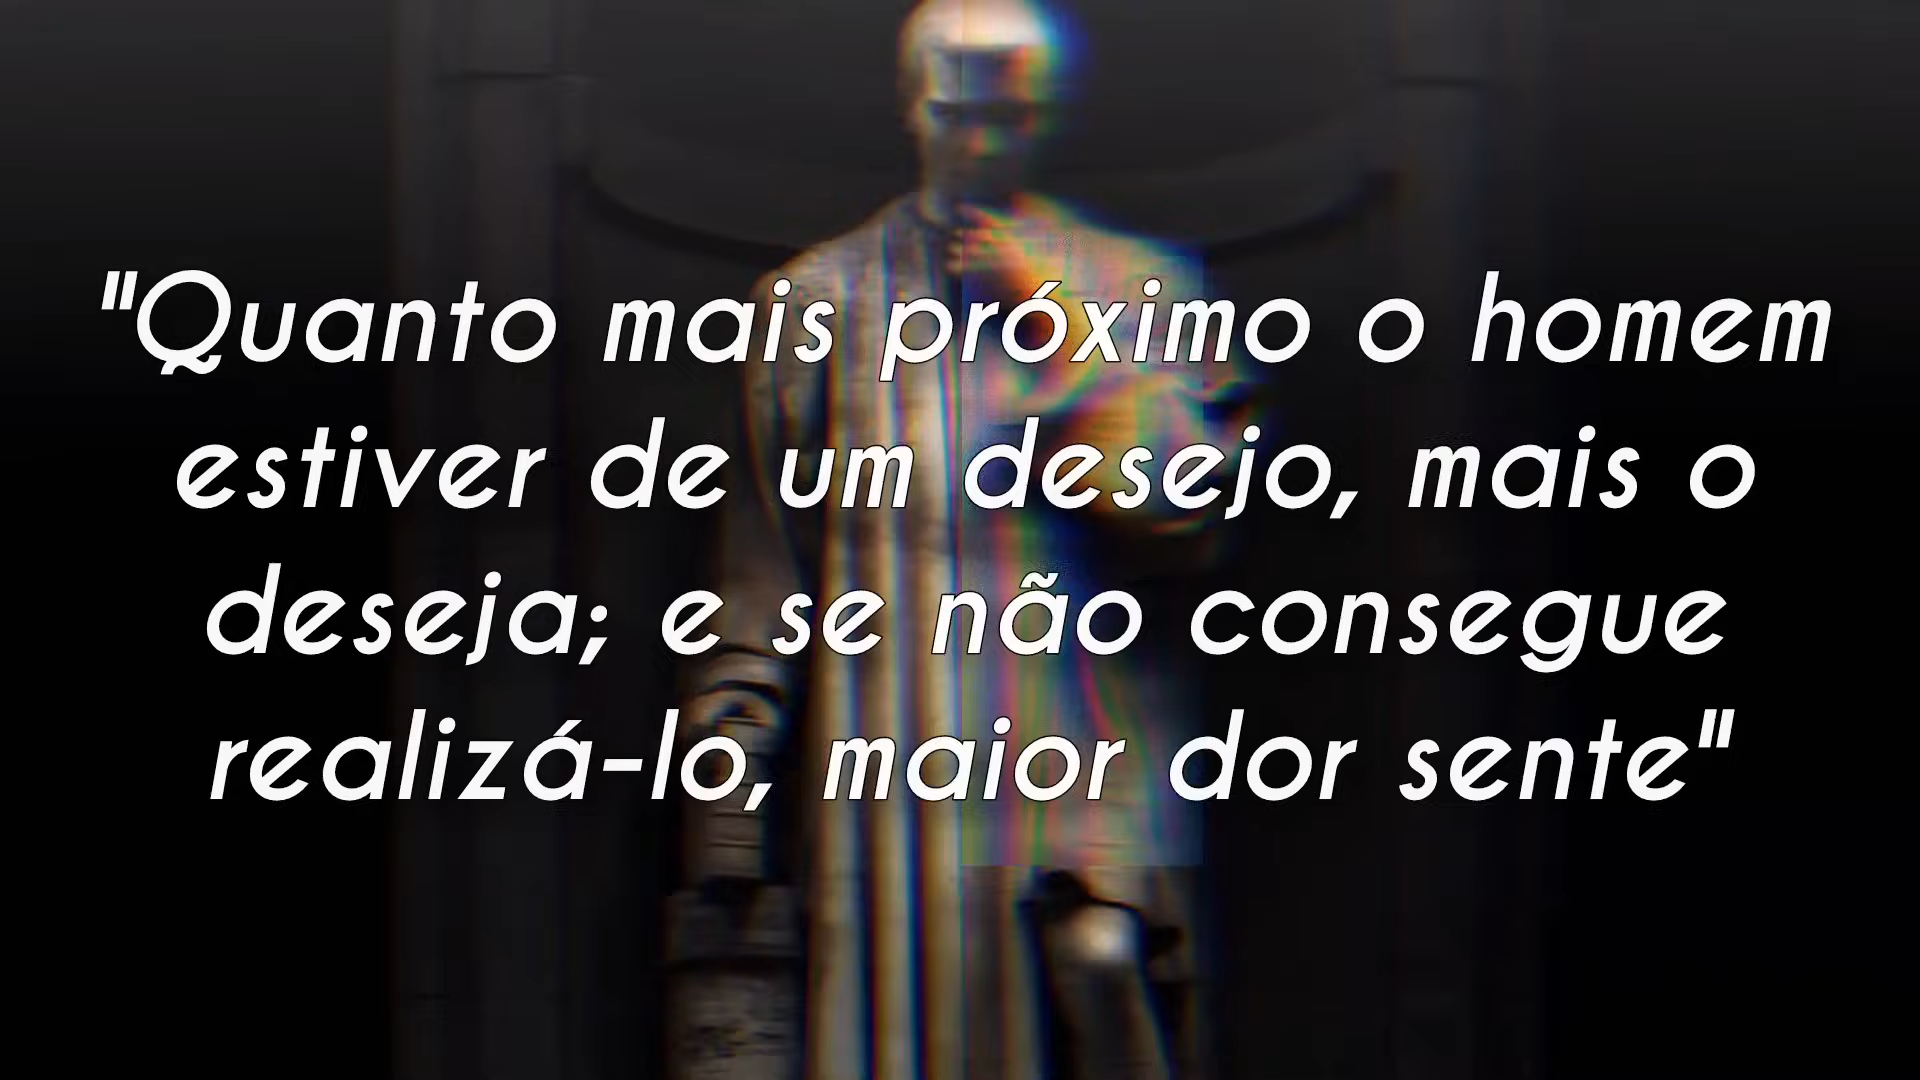 "Quanto mais próximo o homem
estiver de um desejo, mais o
deseja; e se não consegue
realizá-lo, maior dor sente"